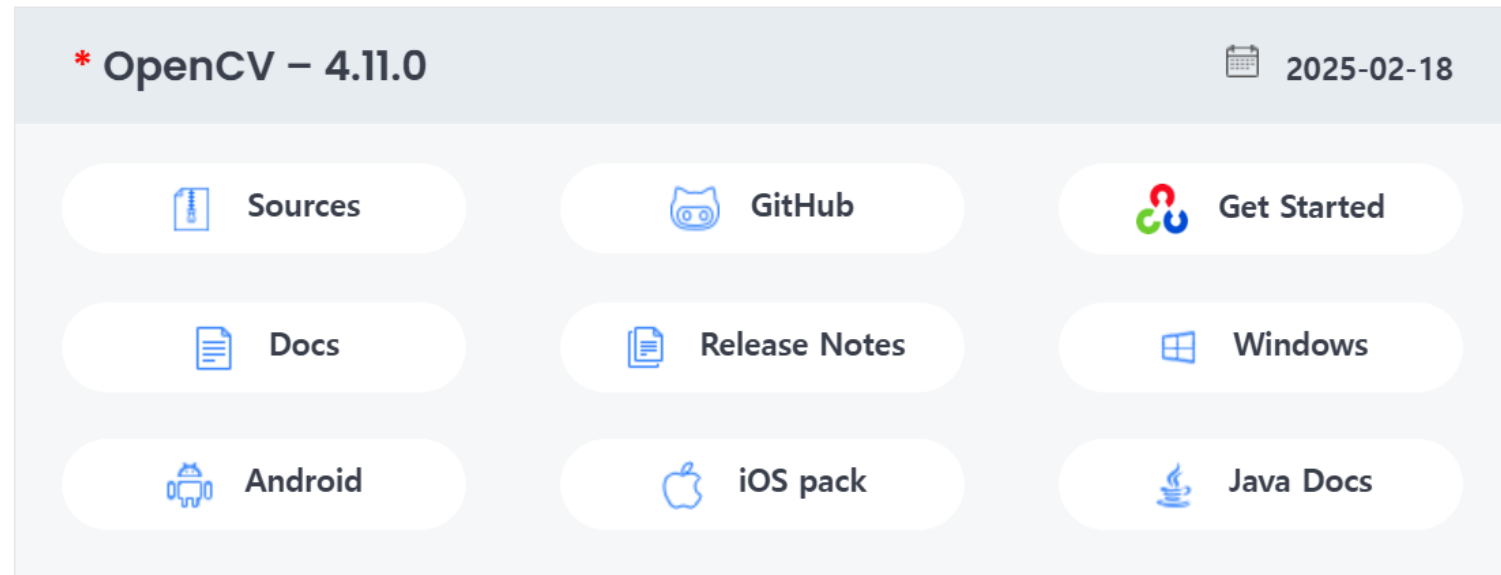 * OpenCV – 4.11.0
2025-02-18
Sources
GitHub
Get Started
Docs
Release Notes
Windows
Android
iOS pack
Java Docs